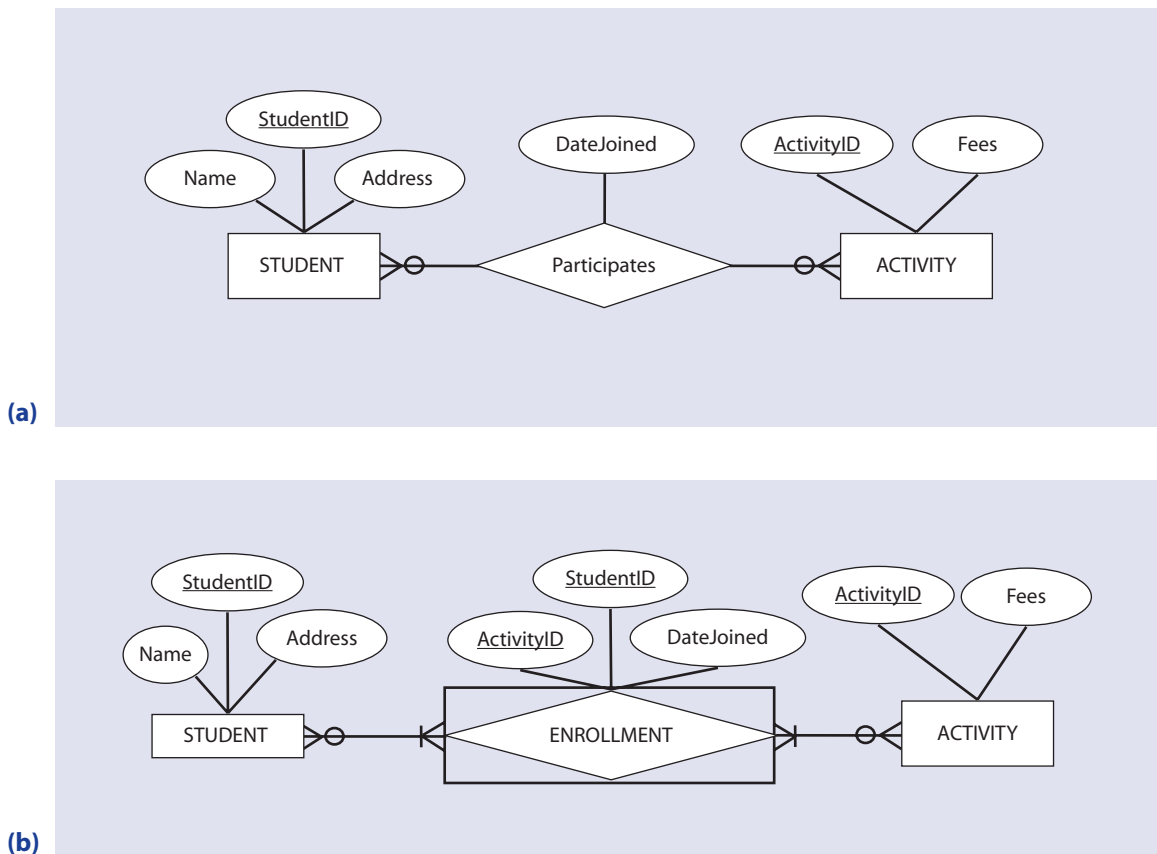 StudentID
DateJoined
ActivityID
Fees
Name
Address
STUDENT
Participates
ACTIVITY
(a)
StudentID
StudentID
ActivityID
Fees
Name
Address
ActivityID
DateJoined
STUDENT
ENROLLMENT
ACTIVITY
(b)